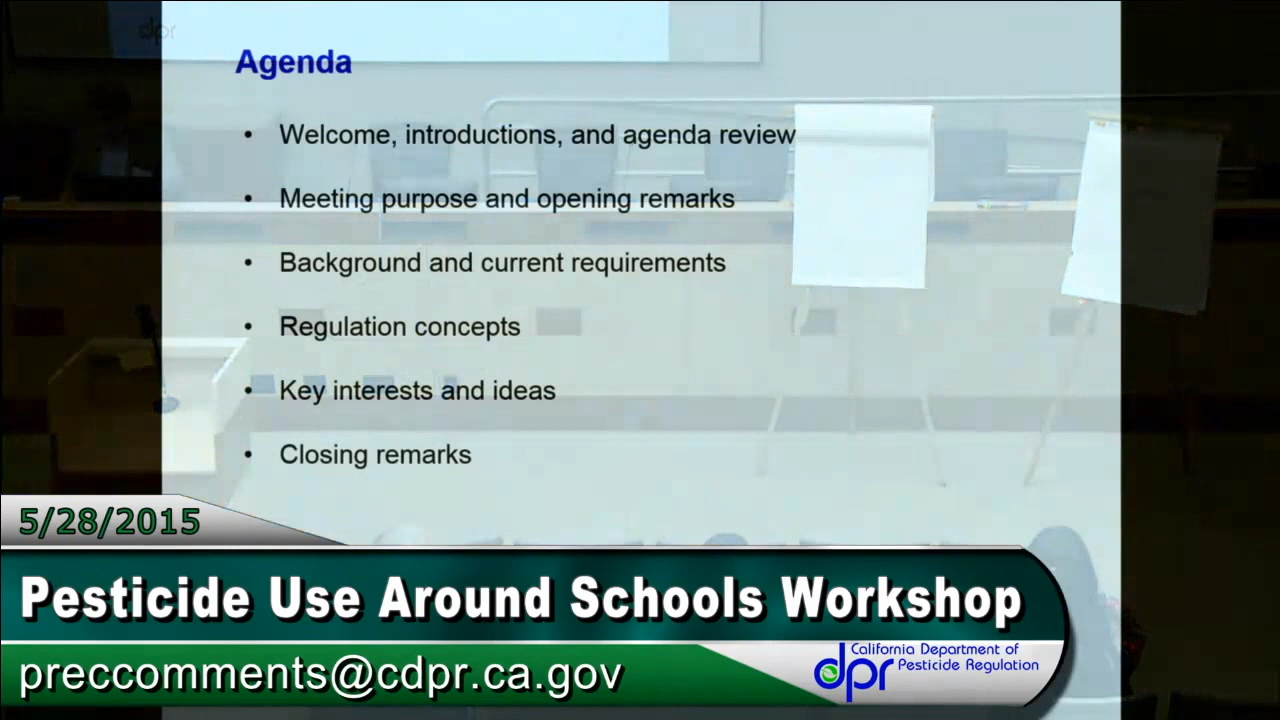 dpr
Agenda
• Welcome, introductions, and agenda review
• Meeting purpose and opening remarks
• Background and current requirements
• Regulation concepts
• Key interests and ideas
• Closing remarks
5/28/2015
Pesticide Use Around Schools Workshop
preccomments@cdpr.ca.gov
dpr
California Department of
Pesticide Regulation